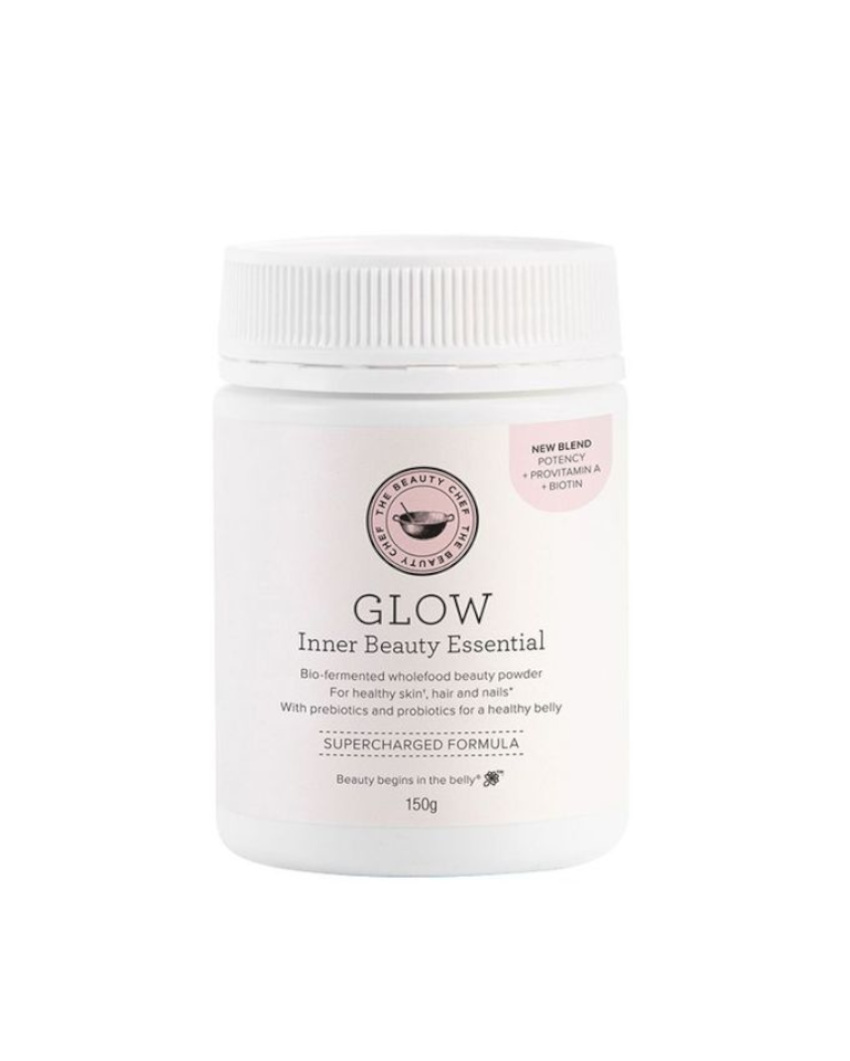 NEW BLEND
POTENCY
+ PROVITAMIN A
+ BIOTIN
THE BEAUTY CHEF THE BEAUTY CHEF
GLOW
Inner Beauty Essential
Bio-fermented wholefood beauty powder
For healthy skin†, hair and nails*
With prebiotics and probiotics for a healthy belly
SUPERCHARGED FORMULA
Beauty begins in the belly®
150g